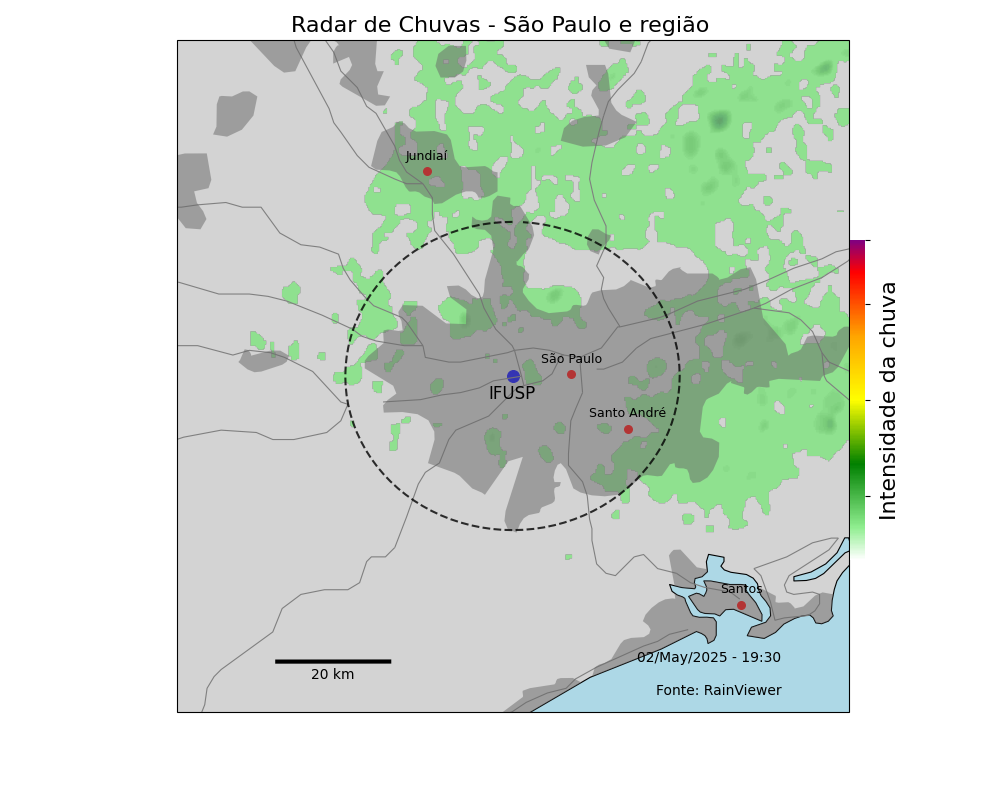 Radar de Chuvas - São Paulo e região
Jundiaí
São Paulo
IFUSP
Santo André
Intensidade da chuva
Santos
02/May/2025 - 19:30
20 km
Fonte: RainViewer